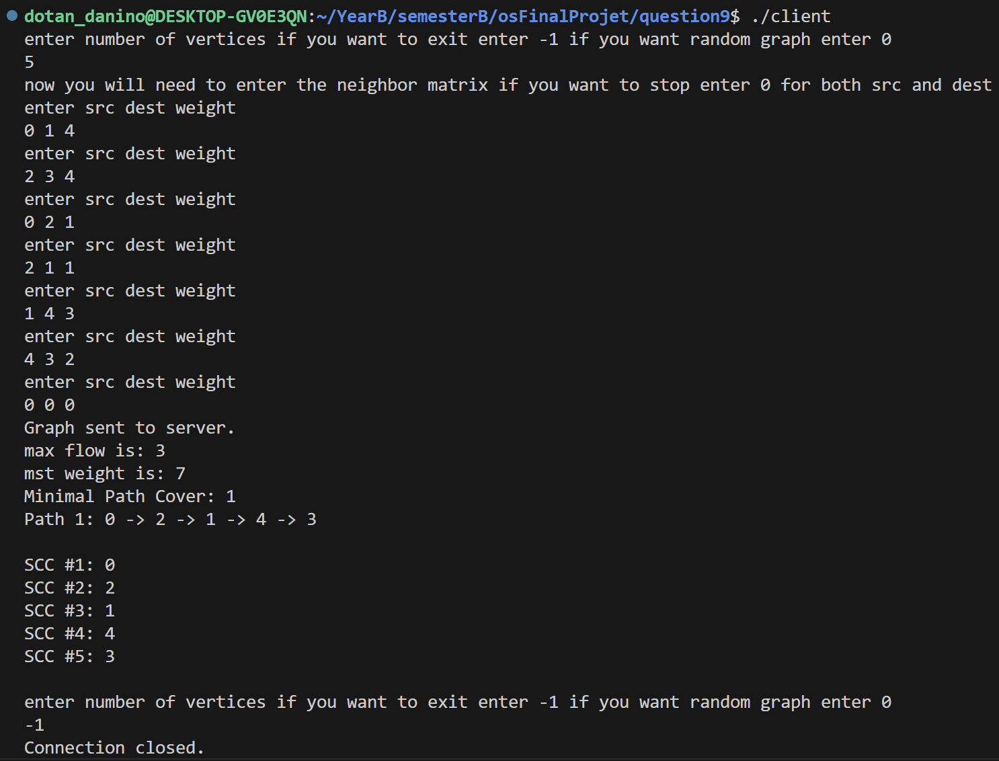 dotan_danino@DESKTOP-GV0E3QN:~/YearB/semesterB/osFinalProjet/question9$ ./client
enter number of vertices if you want to exit enter -1 if you want random graph enter 0
5
now you will need to enter the neighbor matrix if you want to stop enter 0 for both src and dest
enter src dest weight
0 1 4
enter src dest weight
2 3 4
enter src dest weight
0 2 1
enter src dest weight
2 1 1
enter src dest weight
1 4 3
enter src dest weight
4 3 2
enter src dest weight
0 0 0
Graph sent to server.
max flow is: 3
mst weight is: 7
Minimal Path Cover: 1
Path 1: 0 -> 2 -> 1 -> 4 -> 3
SCC #1: 0
SCC #2: 2
SCC #3: 1
SCC #4: 4
SCC #5: 3
enter number of vertices if you want to exit enter -1 if you want random graph enter 0
-1
Connection closed.